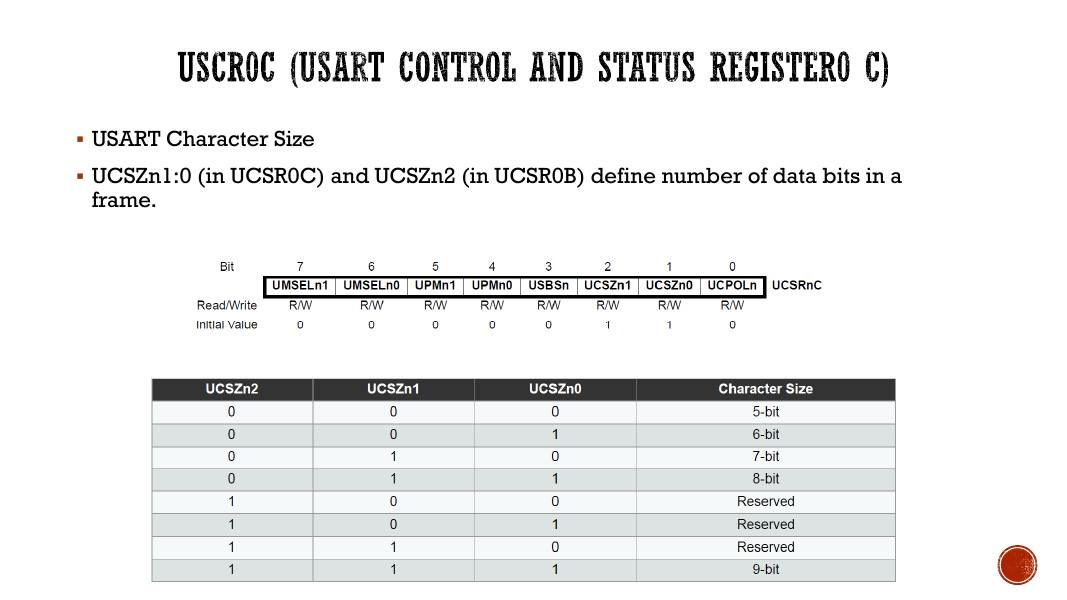 USCR0C (USART CONTROL AND STATUS REGISTER0 C)
▪ USART Character Size
▪ UCSZn1:0 (in UCSR0C) and UCSZn2 (in UCSR0B) define number of data bits in a
frame.
Bit 7 6 5 4 3 2 1 0
UMSELn1 UMSELn0 UPMn1 UPMn0 USBSn UCSZn1 UCSZn0 UCPOLn UCSRnC
Read/Write R/W R/W R/W R/W R/W R/W R/W R/W
Initial Value 0 0 0 0 0 1 1 0
UCSZn2 UCSZn1 UCSZn0 Character Size
0 0 0 5-bit
0 0 1 6-bit
0 1 0 7-bit
0 1 1 8-bit
1 0 0 Reserved
1 0 1 Reserved
1 1 0 Reserved
1 1 1 9-bit